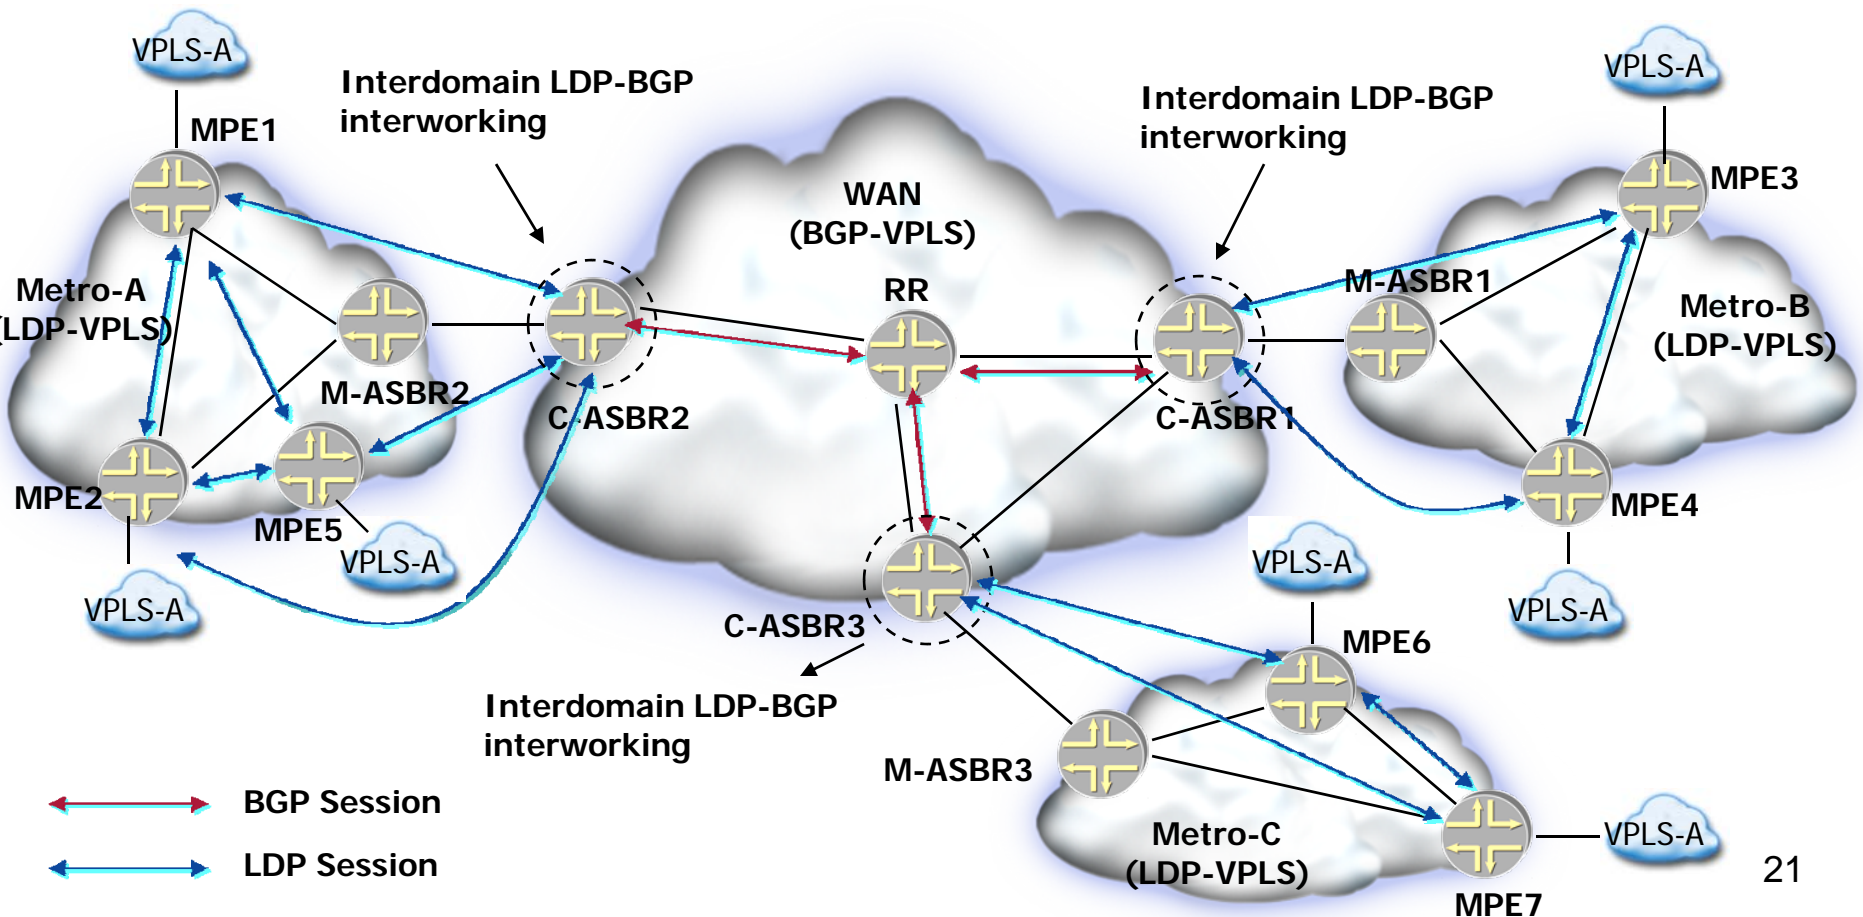 VPLS-A
Interdomain LDP-BGP
interworking
MPE1
Interdomain LDP-BGP
interworking
VPLS-A
MPE3
WAN
(BGP-VPLS)
Metro-A
(LDP-VPLS)
RR
M-ASBR1
Metro-B
(LDP-VPLS)
M-ASBR2
C-ASBR2
C-ASBR1
MPE2
MPE5
MPE4
VPLS-A
VPLS-A
VPLS-A
VPLS-A
C-ASBR3
MPE6
Interdomain LDP-BGP
interworking
M-ASBR3
BGP Session
LDP Session
Metro-C
(LDP-VPLS)
VPLS-A
MPE7
21